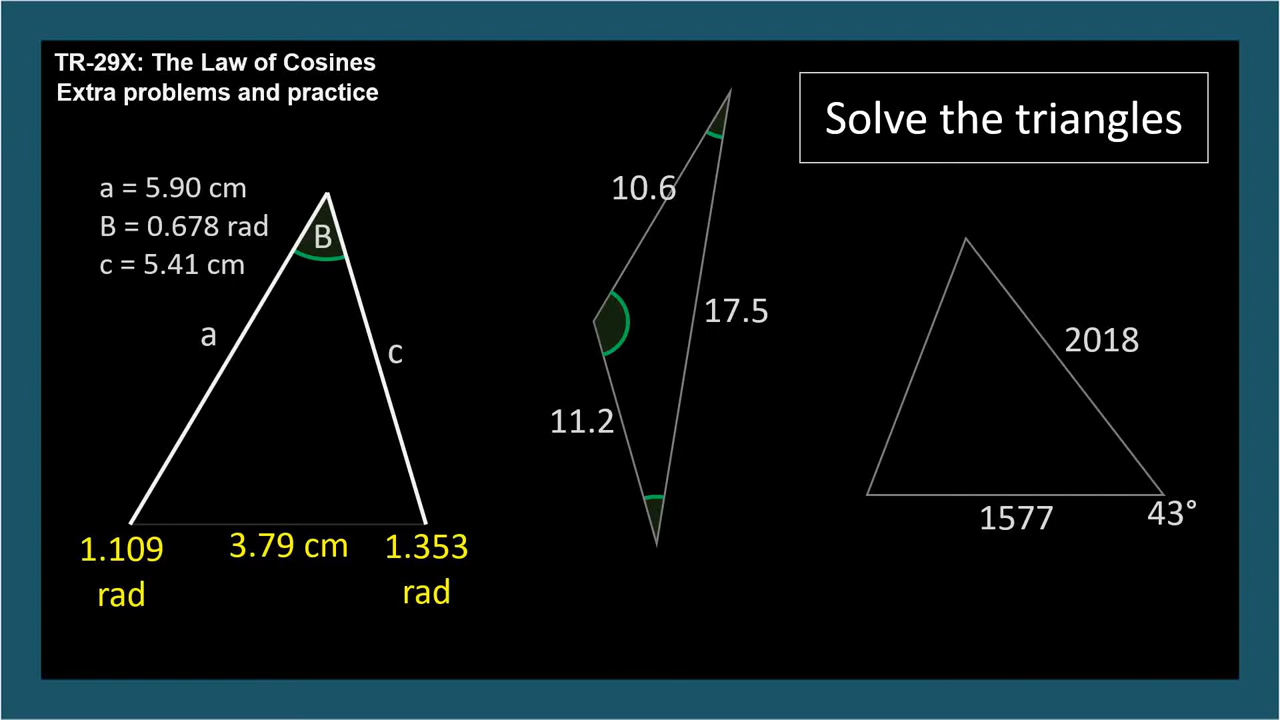 TR-29X: The Law of Cosines
Extra problems and practice
Solve the triangles
a = 5.90 cm
B = 0.678 rad
c = 5.41 cm
B
a
c
1.109
rad
3.79 cm
1.353
rad
10.6
17.5
11.2
2018
1577
43°